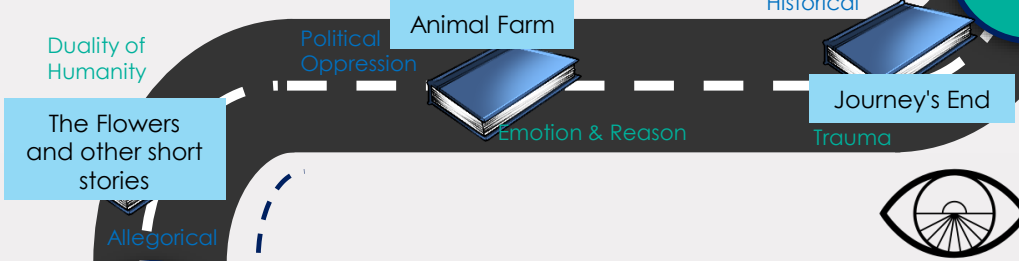 Historical
Animal Farm
Political
Oppression
Duality of
Humanity
Journey's End
The Flowers
and other short
stories
Emotion & Reason
Trauma
Allegorical